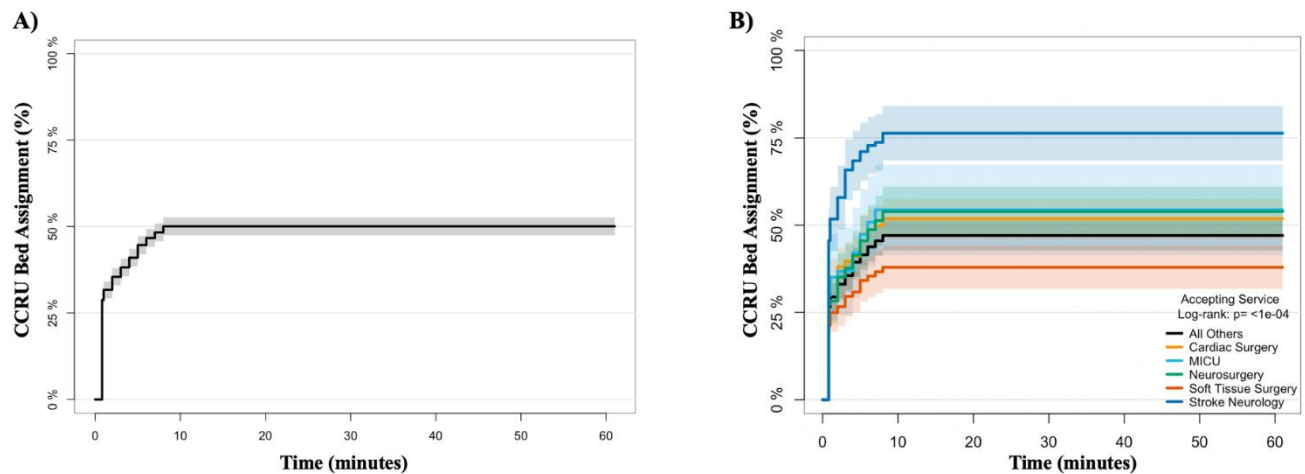 A)
CCRU Bed Assignment (%)
100 %
75 %
50 %
25 %
0 %
0 10 20 30 40 50 60
Time (minutes)
B)
CCRU Bed Assignment (%)
100 %
75 %
50 %
25 %
0 %
0 10 20 30 40 50 60
Time (minutes)
Accepting Service
Log-rank: p= <1e-04
All Others
Cardiac Surgery
MICU
Neurosurgery
Soft Tissue Surgery
Stroke Neurology